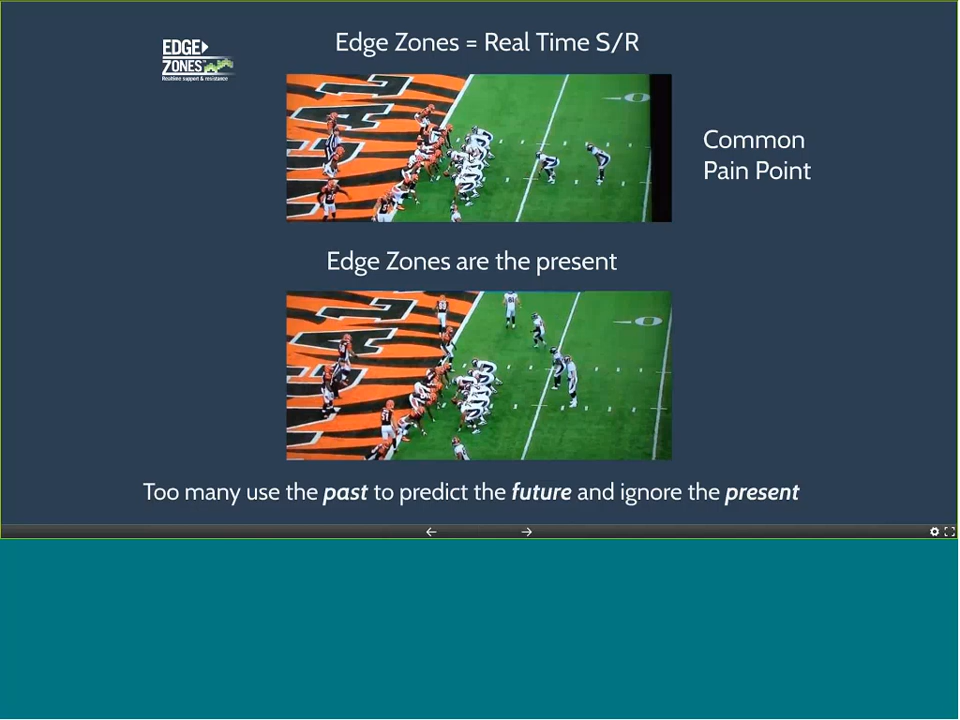 Edge Zones = Real Time S/R
EDGE
ZONES
Realtime support & resistance
Common
Pain Point
Edge Zones are the present
Too many use the past to predict the future and ignore the present